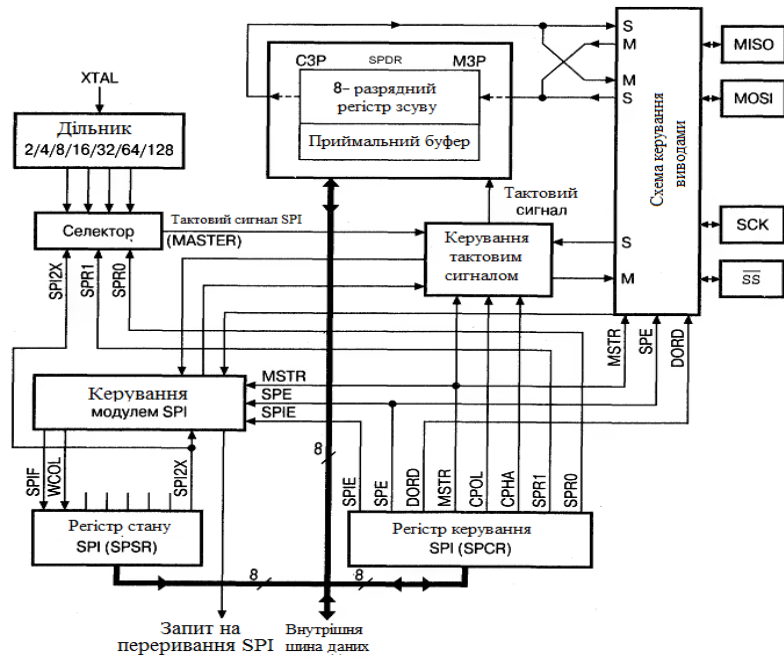 СЗР SPDR МЗР
8– разрядний
регістр зсуву
Приймальний буфер
XTAL
Дільник
2/4/8/16/32/64/128
Селектор
Тактовий сигнал SPI
(MASTER)
Тактовий
сигнал
Керування
тактовим
сигналом
S
M
M
S
S
M
Схема керування
виводами
MISO
MOSI
SCK
SS
SPI2X
SPR1
SPR0
MSTR
SPE
DORD
Керування
модулем SPI
MSTR
SPE
SPIE
8
SPIF
WCOL
SPI2X
SPIE
SPE
DORD
MSTR
CPOL
CPHA
SPR1
SPR0
Регістр стану
SPI (SPSR)
Регістр керування
SPI (SPCR)
8
8
Запит на
переривання SPI
Внутрішня
шина даних